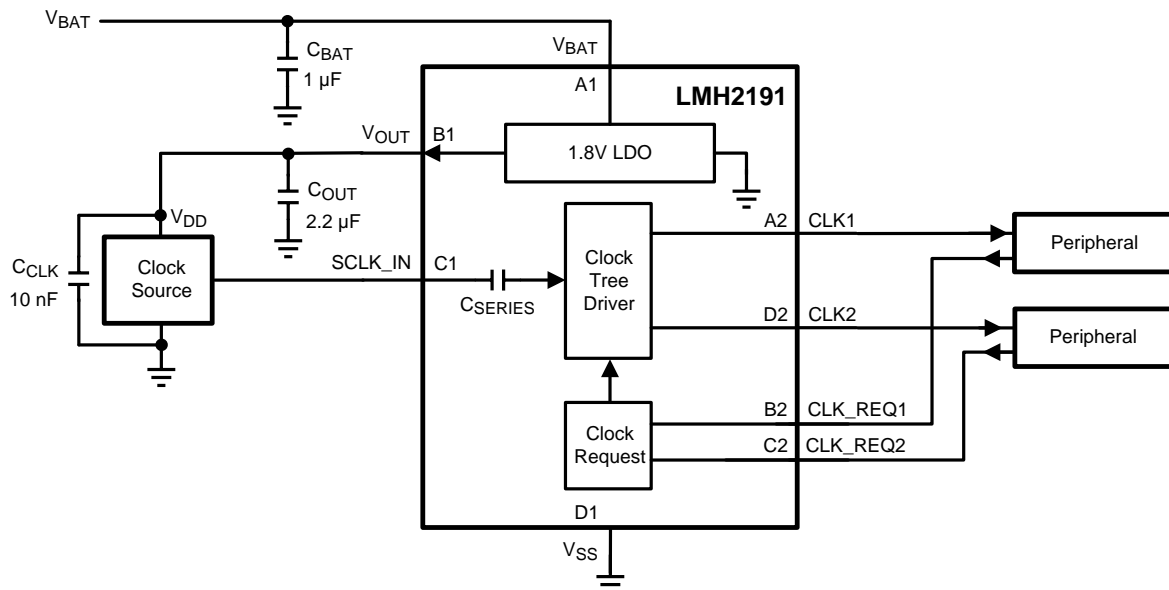 VBAT
CBAT
1 µF
VBAT
A1
LMH2191
VOUT
B1
1.8V LDO
COUT
2.2 µF
VDD
CCLK
10 nF
Clock
Source
SCLK_IN
C1
CSERIES
Clock
Tree
Driver
A2
CLK1
Peripheral
D2
CLK2
Peripheral
Clock
Request
B2
CLK_REQ1
C2
CLK_REQ2
D1
VSS